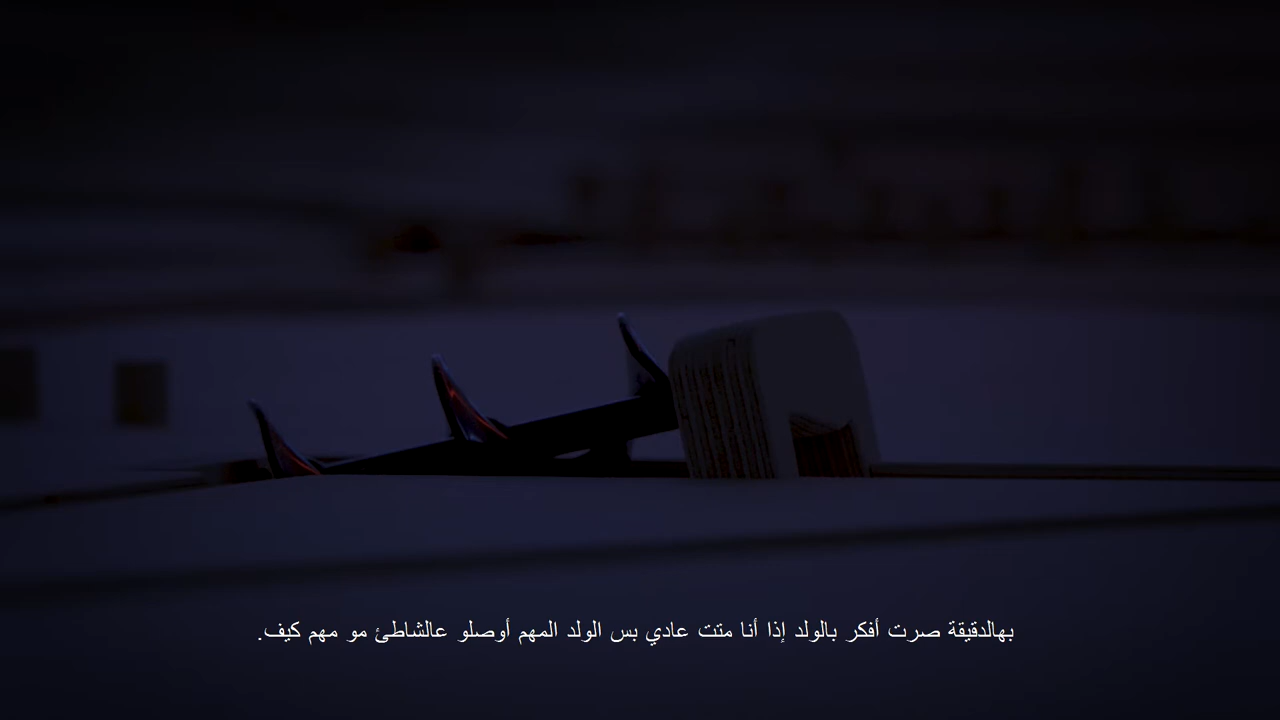 بهالدقيقة صرت أفكر بالولد إذا أنا متت عادي بس الولد المهم أوصلو عالشاطئ مو مهم كيف.